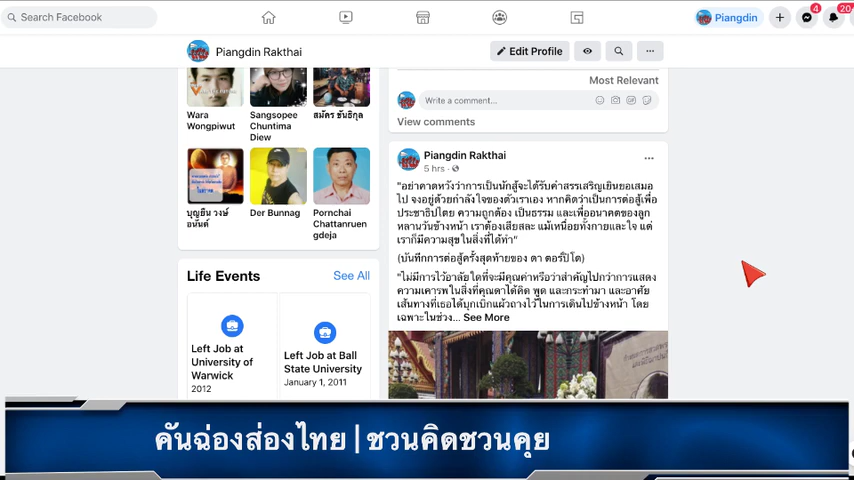 Search Facebook
Piangdin
4
20
Piangdin Rakthai
Edit Profile
Wara Wongpiwut
Sangsopee Chuntima Diew
สมัคร ขันธิกุล
บุญยืน วงษ์อนันต์
Der Bunnag
Pornchai Chattanruengdeja
Life Events
See All
Left Job at University of Warwick
2012
Left Job at Ball State University
January 1, 2011
Most Relevant
Write a comment...
View comments
Piangdin Rakthai
5 hrs ·
"อย่าคาดหวังว่าการเป็นนักสู้จะได้รับคำสรรเสริญเยินยอเสมอ
ไป จงอยู่ด้วยกำลังใจของตัวเราเอง หากคิดว่าเป็นการต่อสู้เพื่อ
ประชาธิปไตย ความถูกต้อง เป็นธรรม และเพื่ออนาคตของลูก
หลานวันข้างหน้า เราต้องเสียสละ แม้เหนื่อยทั้งกายและใจ แต่
เราก็มีความสุขในสิ่งที่ได้ทำ"
(บันทึกการต่อสู้ครั้งสุดท้ายของ ดา ตอร์ปิโด)
"ไม่มีการไว้อาลัยใดที่จะมีคุณค่าหรือว่าสำคัญไปกว่าการแสดง
ความเคารพในสิ่งที่คุณดาได้คิด พูด และกระทำมา และอาศัย
เส้นทางที่เธอได้บุกเบิกแผ้วถางไว้ในการเดินไปข้างหน้า โดย
เฉพาะในช่วง... See More
คันฉ่องส่องไทย | ชวนคิดชวนคุย